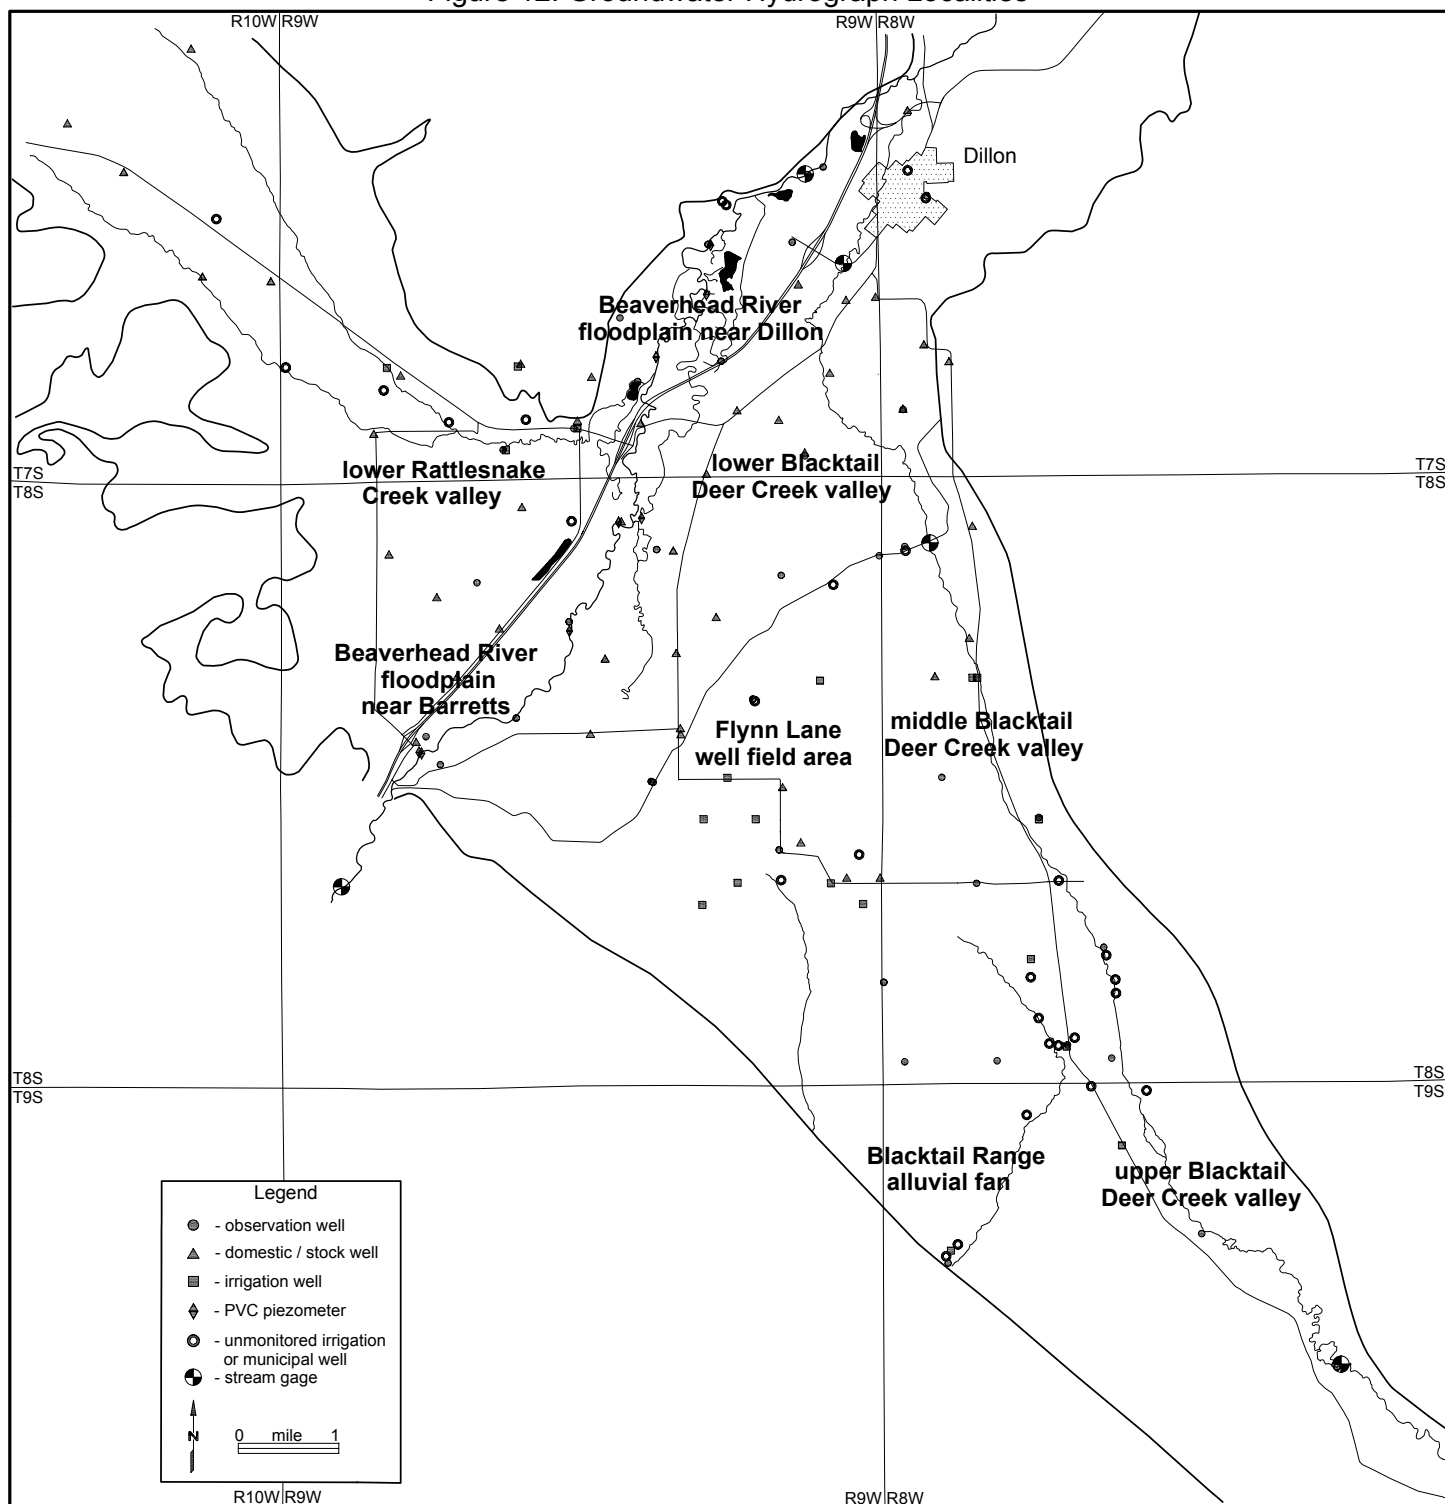 Figure 12. Groundwater Hydrograph Localities
R10W R9W
R9W R8W
Dillon
Beaverhead River
floodplain near Dillon
lower Rattlesnake
Creek valley
lower Blacktail
Deer Creek valley
T7S
T8S
T7S
T8S
Beaverhead River
floodplain
near Barretts
Flynn Lane
well field area
middle Blacktail
Deer Creek valley
T8S
T9S
T8S
T9S
Blacktail Range
alluvial fan
upper Blacktail
Deer Creek valley
Legend
- observation well
- domestic / stock well
- irrigation well
- PVC piezometer
- unmonitored irrigation
or municipal well
- stream gage
N
0 mile 1
R10W R9W
R9W R8W